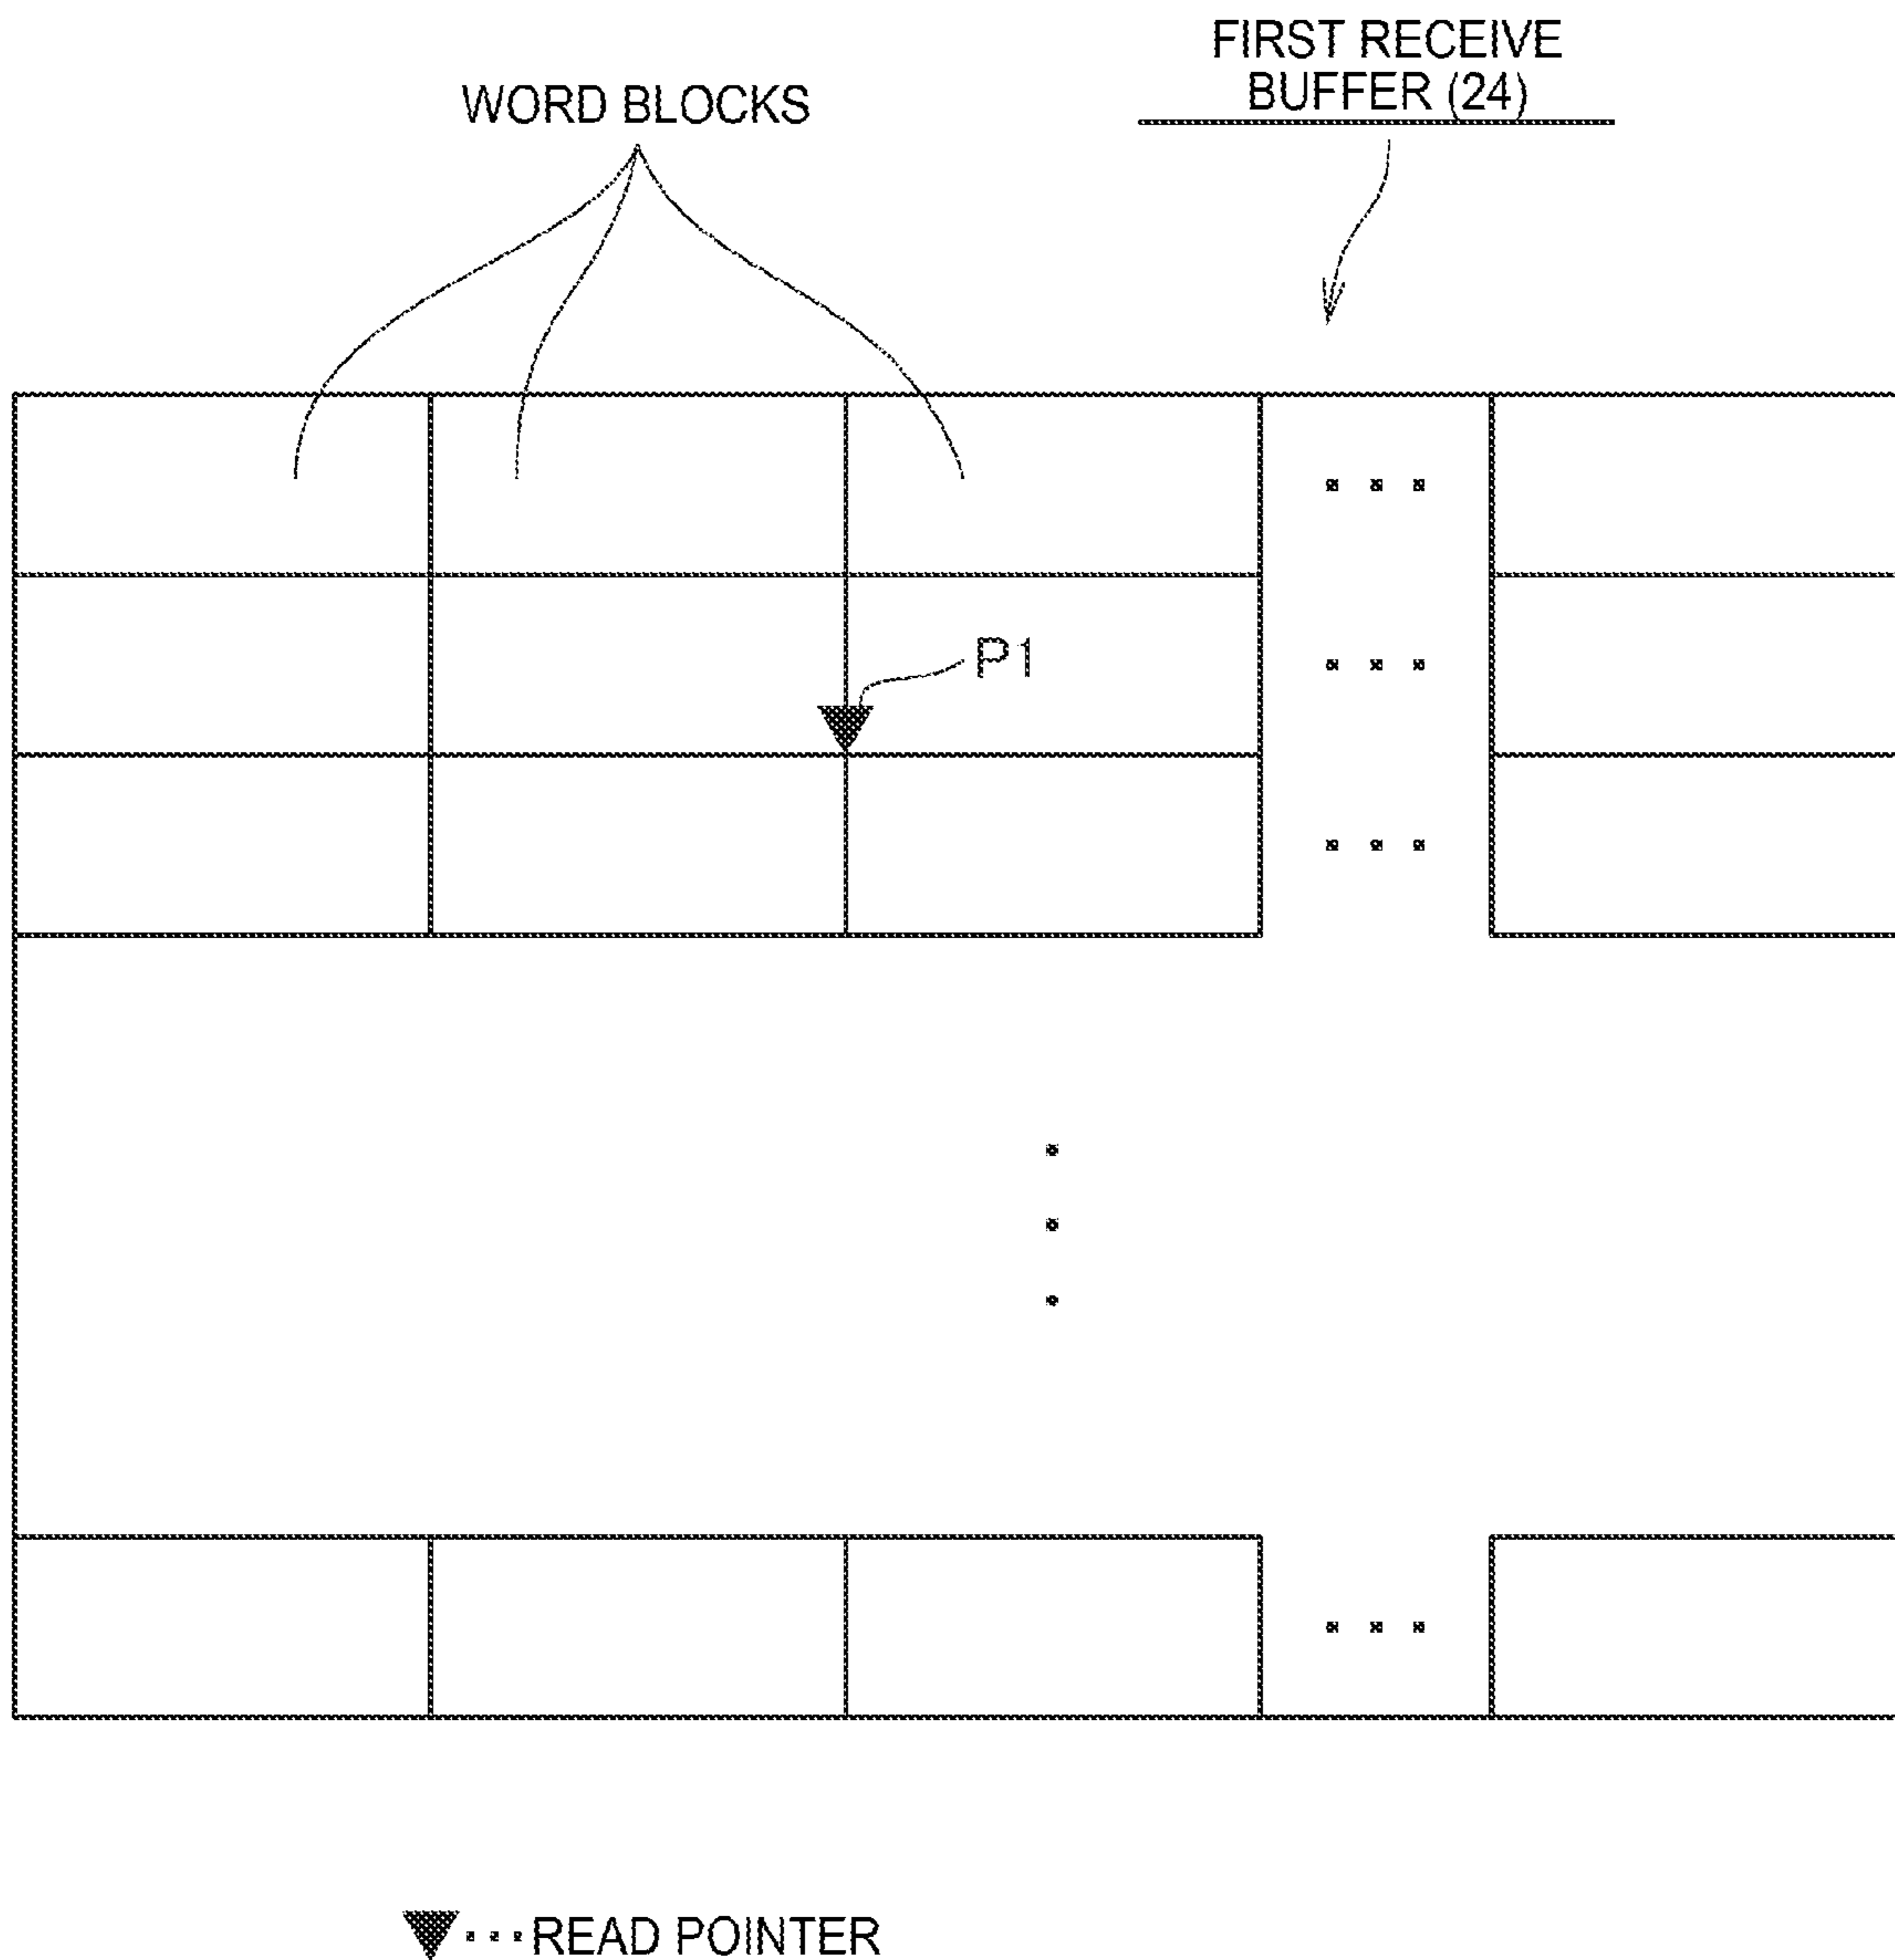 FIRST RECEIVE
BUFFER (24)
WORD BLOCKS
P1
READ POINTER